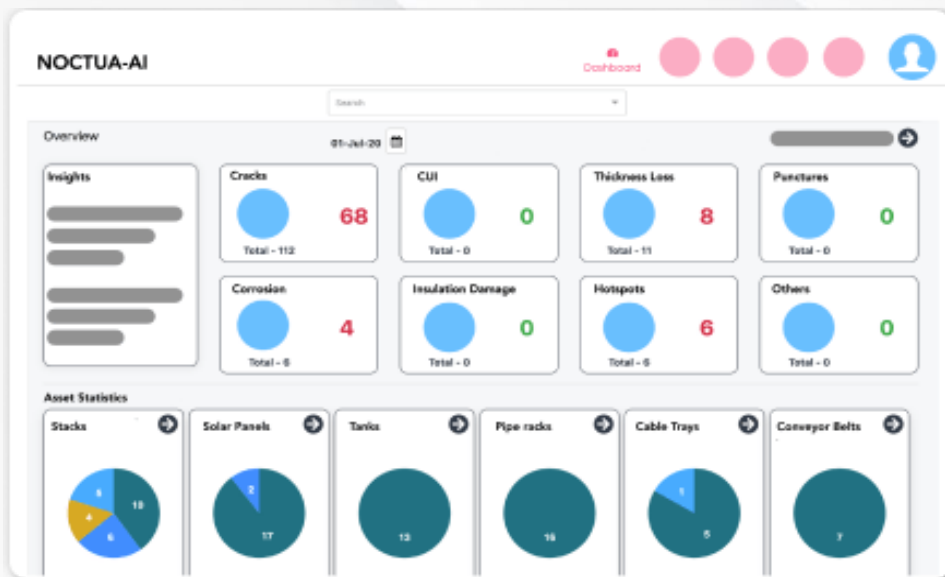 NOCTUA-AI
Dashboard
Search
Overview
01-Jul-20
Insights
Cracks
68
Total - 112
CUI
0
Total - 0
Thickness Loss
8
Total - 11
Punctures
0
Total - 0
Corrosion
4
Total - 6
Insulation Damage
0
Total - 0
Hotspots
6
Total - 6
Others
0
Total - 0
Asset Statistics
Stacks
5
4
6
10
Solar Panels
2
17
Tanks
13
Pipe racks
16
Cable Trays
1
5
Conveyor Belts
7